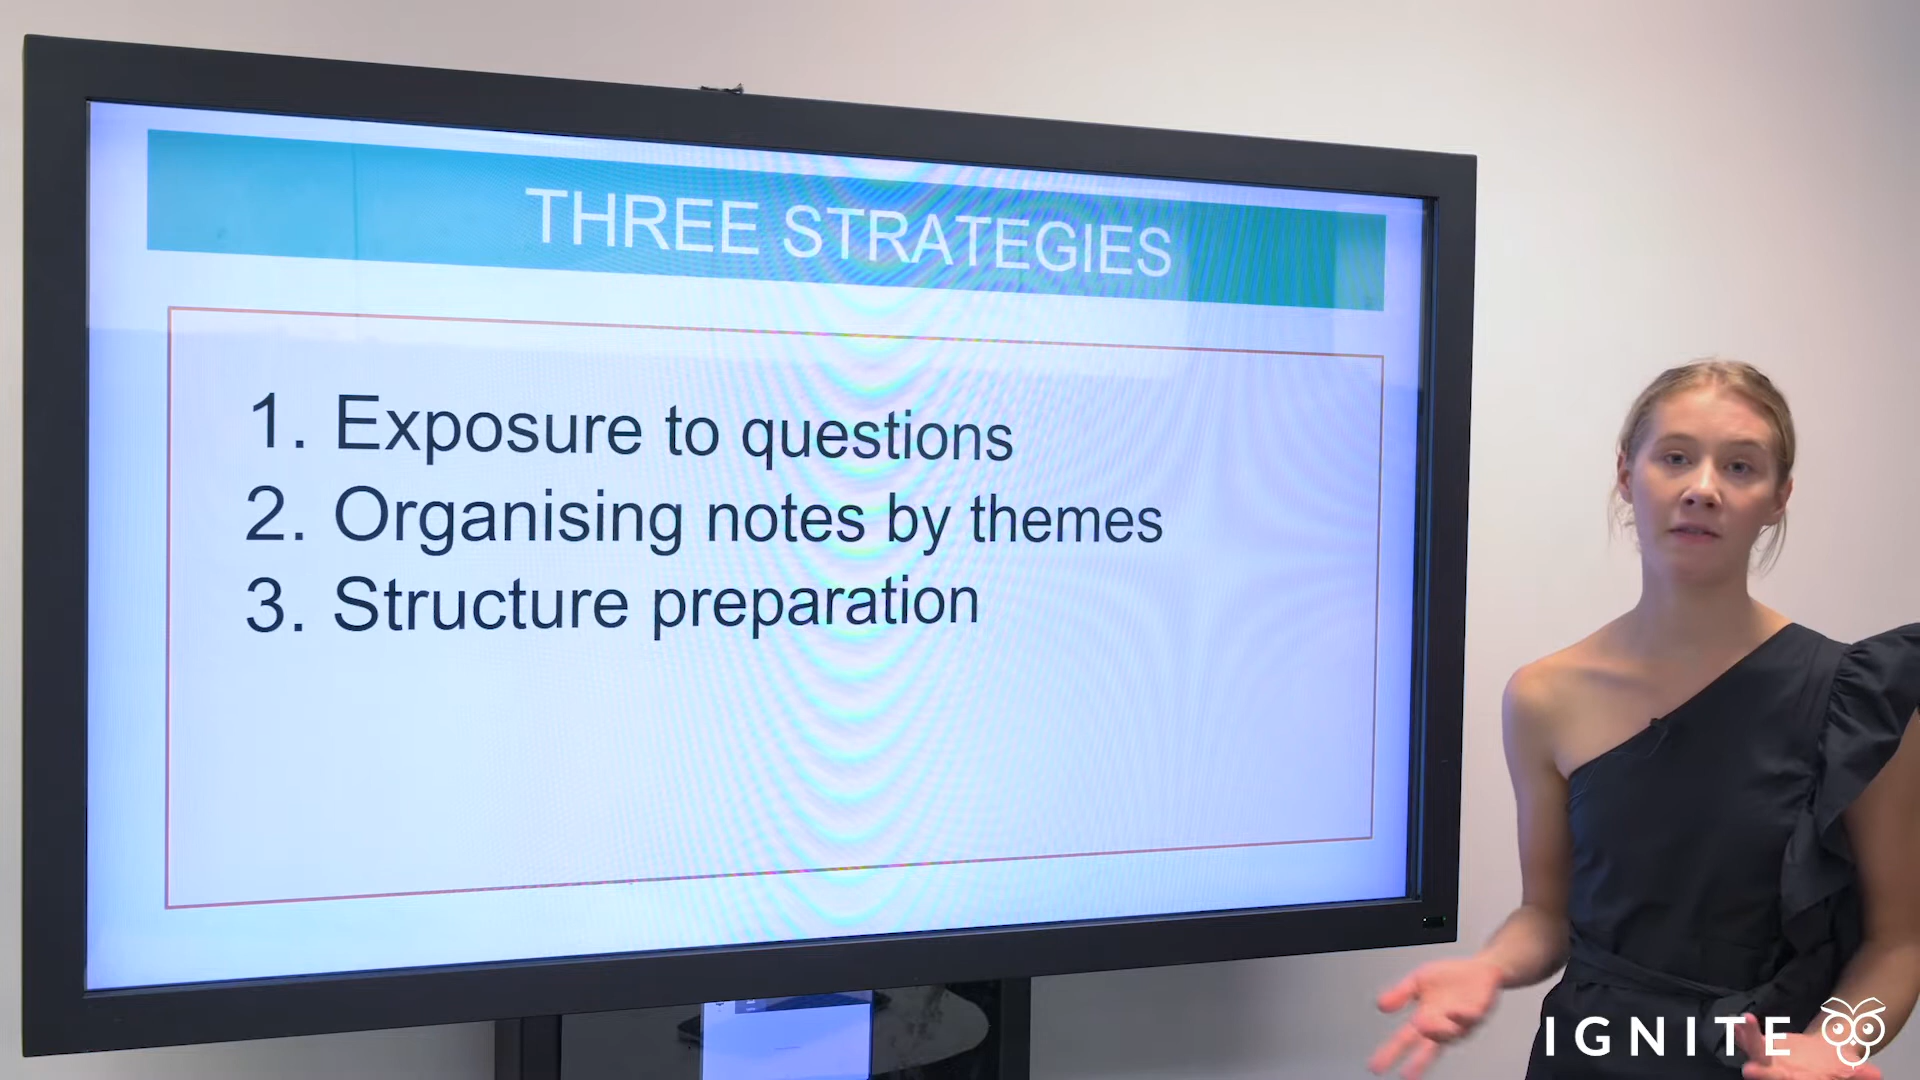 THREE STRATEGIES
1. Exposure to questions
2. Organising notes by themes
3. Structure preparation
IGNITE